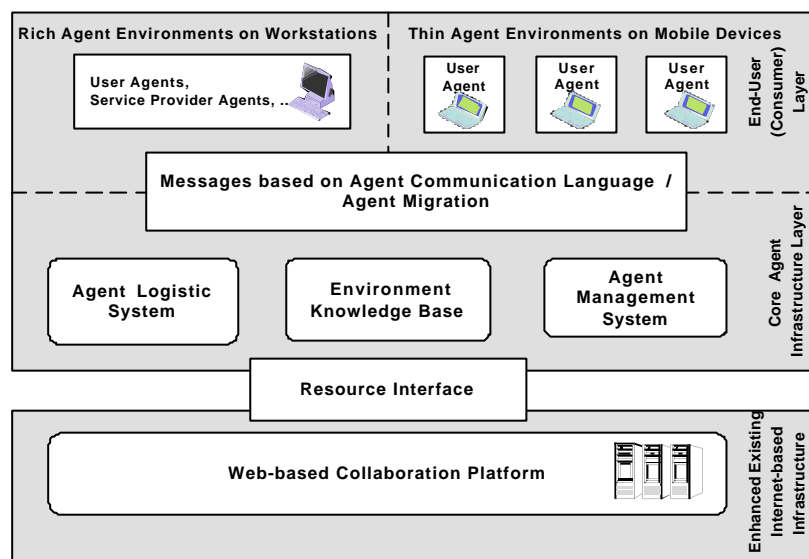 Rich Agent Environments on Workstations
Thin Agent Environments on Mobile Devices
User Agents,
Service Provider Agents, ..
User
Agent
User
Agent
User
Agent
End-User
(Consumer)
Layer
Messages based on Agent Communication Language /
Agent Migration
Agent Logistic
System
Environment
Knowledge Base
Agent
Management
System
Core Agent
Infrastructure Layer
Resource Interface
Web-based Collaboration Platform
Enhanced Existing
Internet-based
Infrastructure